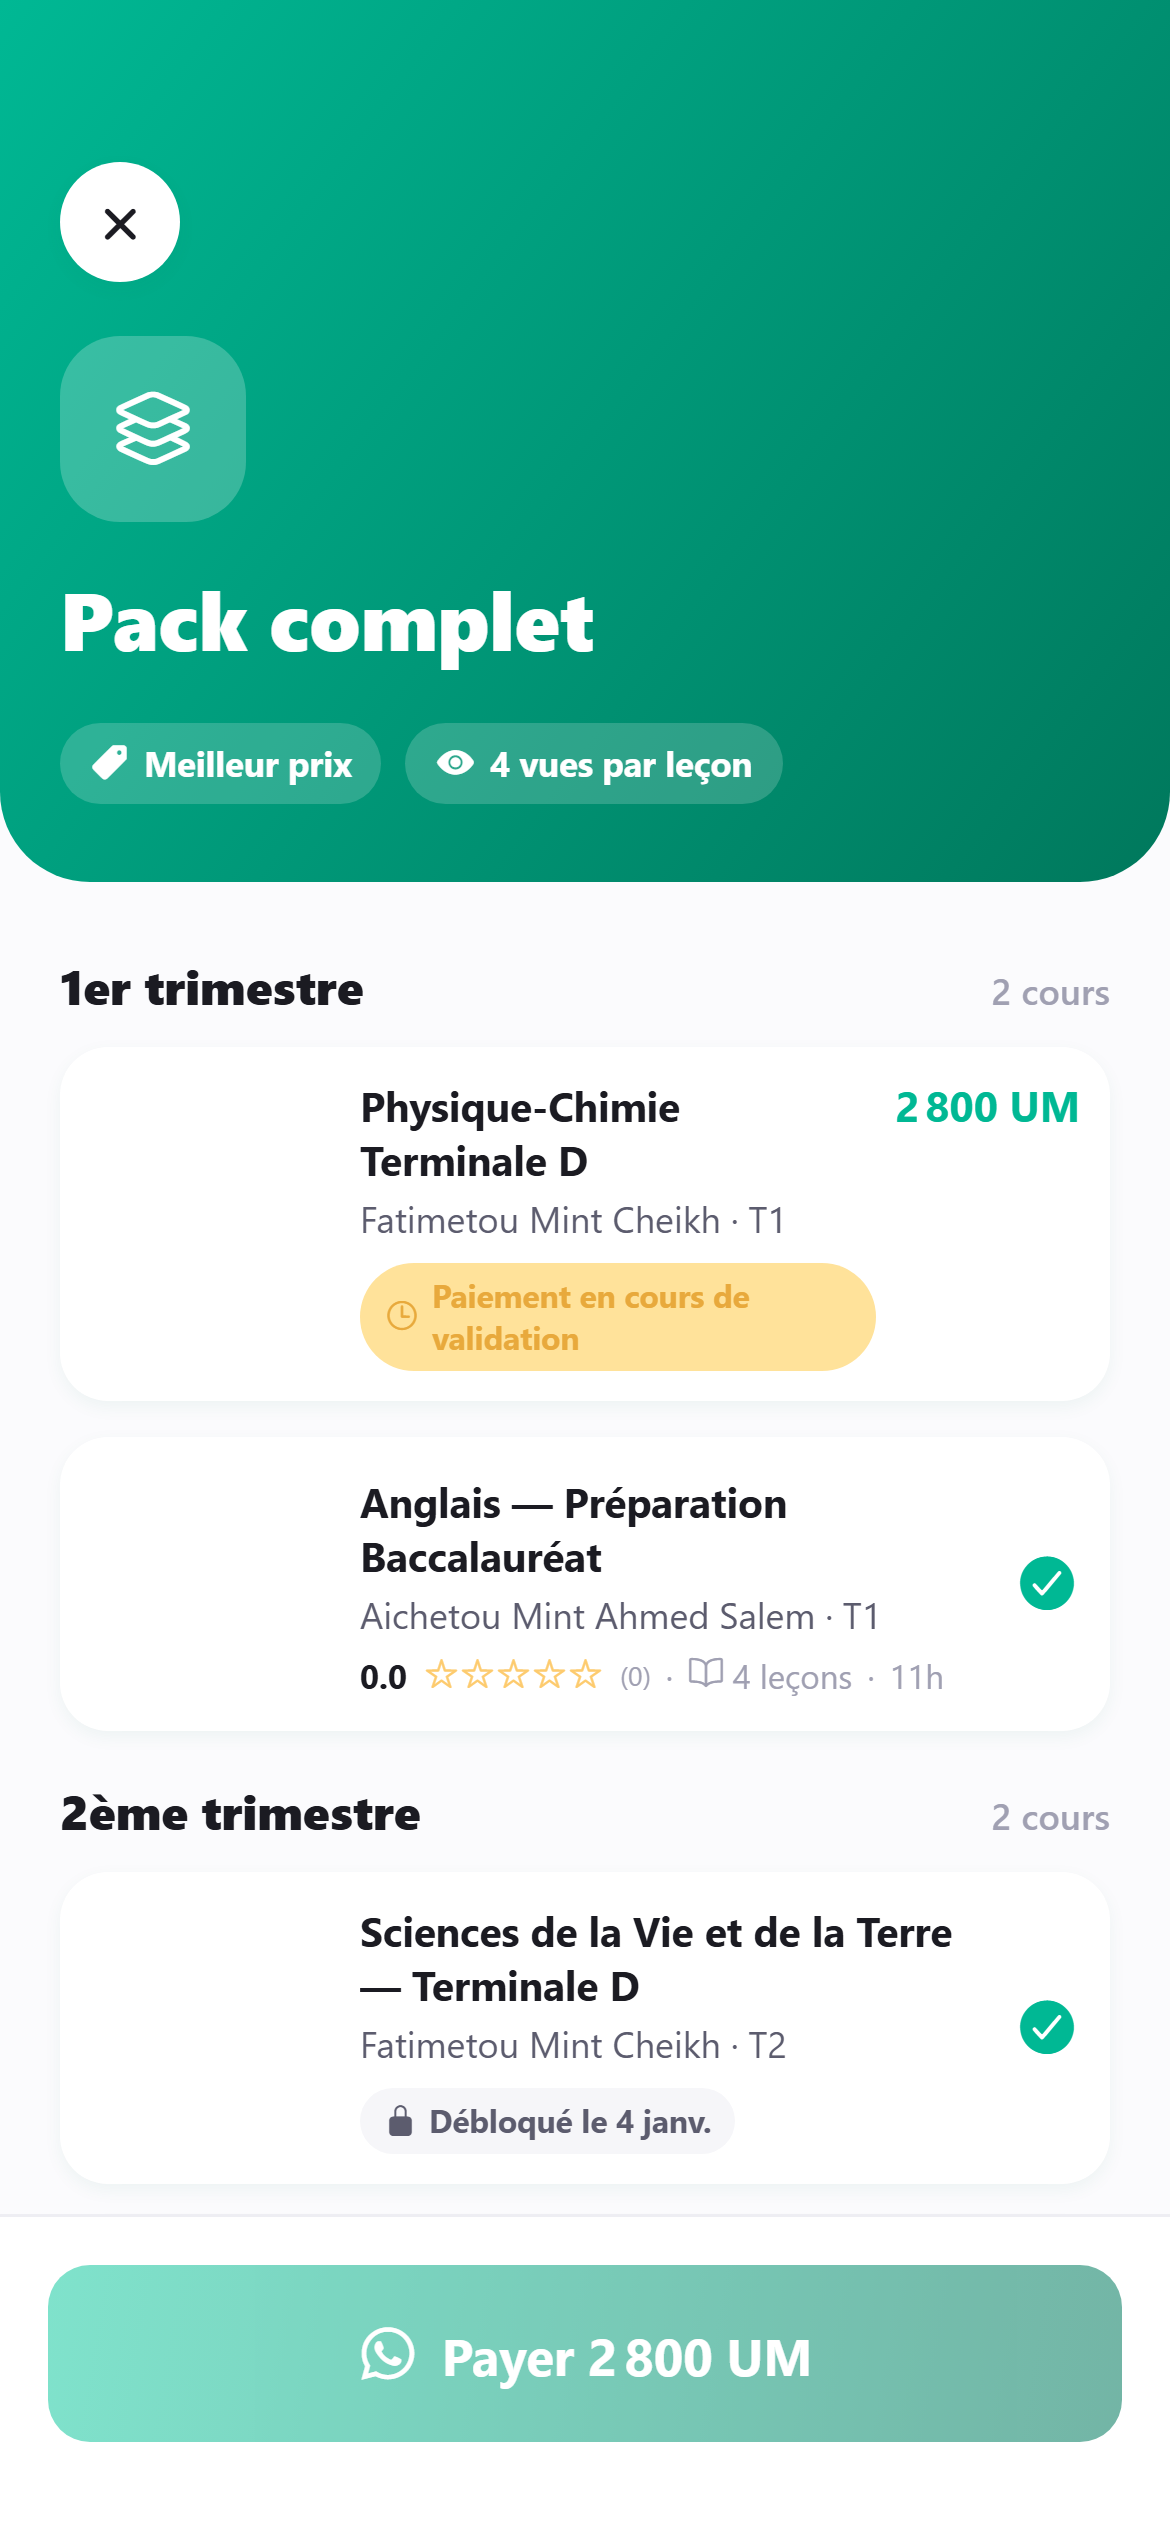 Pack complet
Meilleur prix
4 vues par leçon
1er trimestre
2 cours
Physique-Chimie
2 800 UM
Terminale D
Fatimetou Mint Cheikh · T1
Paiement en cours de
validation
Anglais — Préparation
Baccalauréat
Aichetou Mint Ahmed Salem · T1
0.0 (0) · 4 leçons · 11h
2ème trimestre
2 cours
Sciences de la Vie et de la Terre
— Terminale D
Fatimetou Mint Cheikh · T2
Débloqué le 4 janv.
Payer 2 800 UM